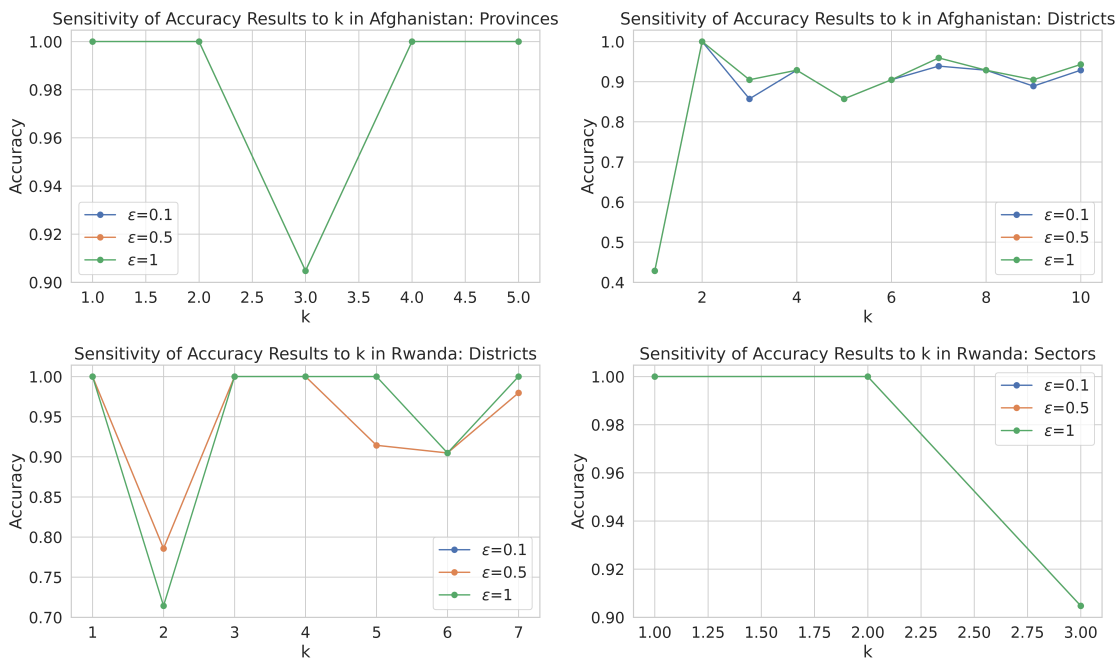 Sensitivity of Accuracy Results to k in Afghanistan: Provinces
1.00
0.98
0.96
0.94
0.92
0.90
Accuracy
ε=0.1
ε=0.5
ε=1
1.0 1.5 2.0 2.5 3.0 3.5 4.0 4.5 5.0
k
Sensitivity of Accuracy Results to k in Afghanistan: Districts
1.0
0.9
0.8
0.7
0.6
0.5
0.4
Accuracy
ε=0.1
ε=0.5
ε=1
2 4 6 8 10
k
Sensitivity of Accuracy Results to k in Rwanda: Districts
1.00
0.95
0.90
0.85
0.80
0.75
0.70
Accuracy
ε=0.1
ε=0.5
ε=1
1 2 3 4 5 6 7
k
Sensitivity of Accuracy Results to k in Rwanda: Sectors
1.00
0.98
0.96
0.94
0.92
0.90
Accuracy
ε=0.1
ε=0.5
ε=1
1.00 1.25 1.50 1.75 2.00 2.25 2.50 2.75 3.00
k